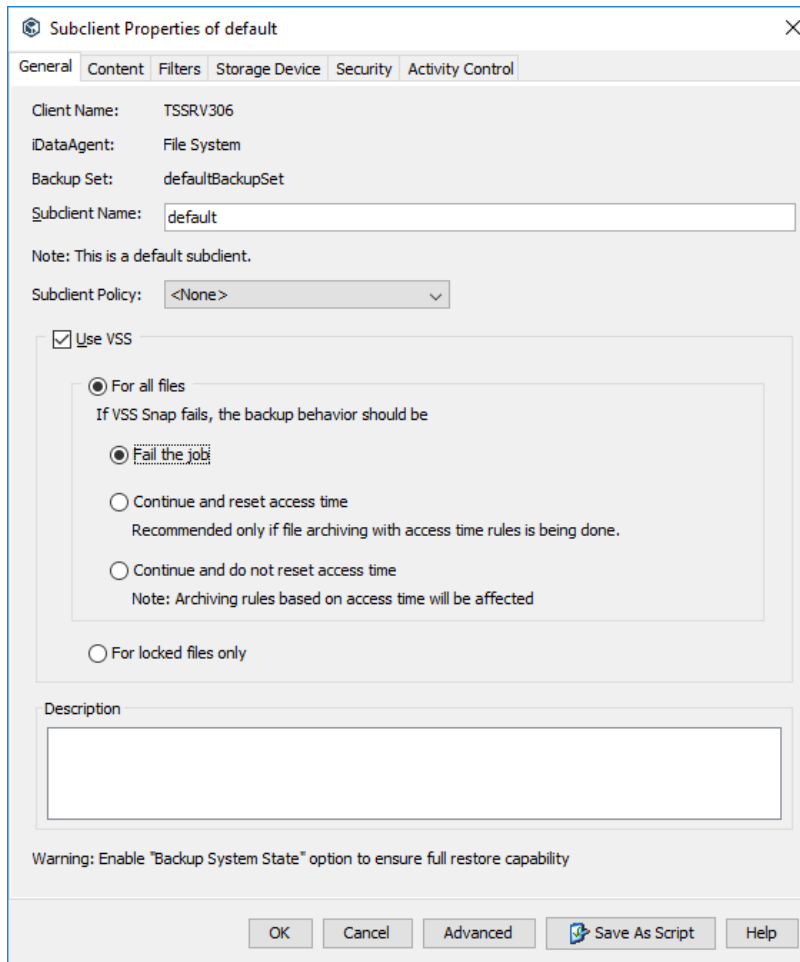 Subclient Properties of default
General Content Filters Storage Device Security Activity Control
Client Name: TSSRV306
iDataAgent: File System
Backup Set: defaultBackupSet
Subclient Name: default
Note: This is a default subclient.
Subclient Policy: <None>
Use VSS
For all files
If VSS Snap fails, the backup behavior should be
Fail the job
Continue and reset access time
Recommended only if file archiving with access time rules is being done.
Continue and do not reset access time
Note: Archiving rules based on access time will be affected
For locked files only
Description
Warning: Enable "Backup System State" option to ensure full restore capability
OK Cancel Advanced Save As Script Help